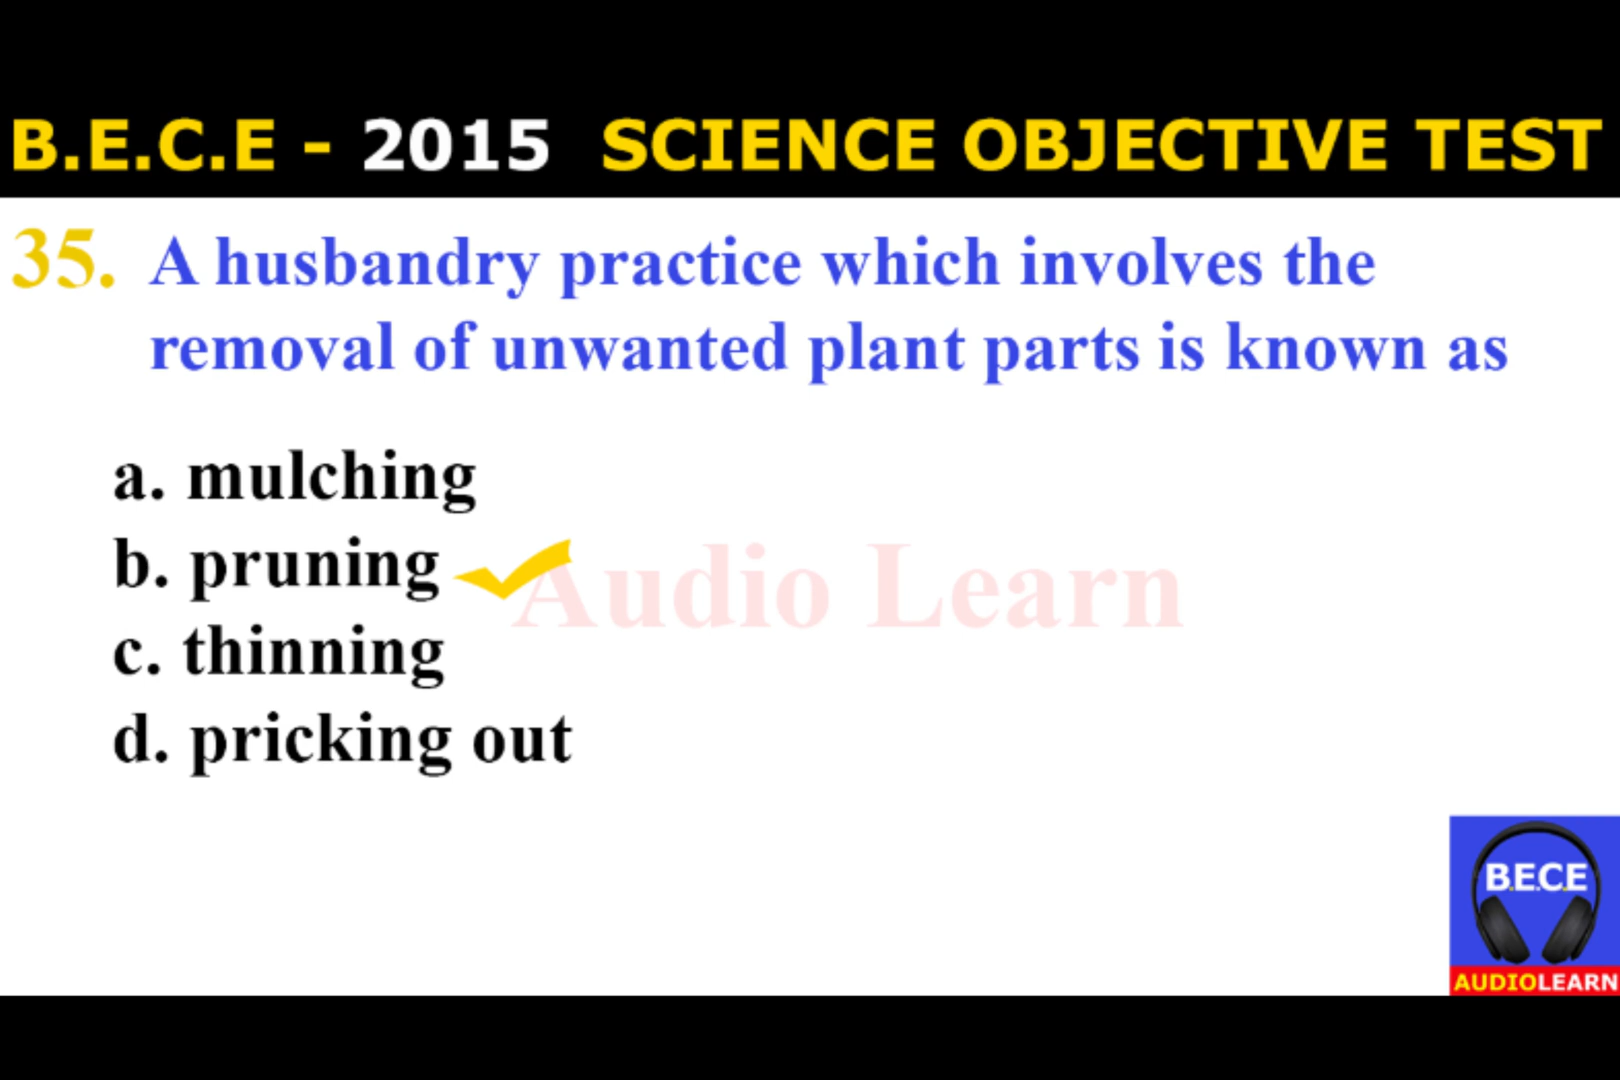 B.E.C.E - 2015 SCIENCE OBJECTIVE TEST
35. A husbandry practice which involves the
removal of unwanted plant parts is known as
a. mulching
b. pruning
Audio Learn
c. thinning
d. pricking out
B.E.C.E
AUDIOLEARN